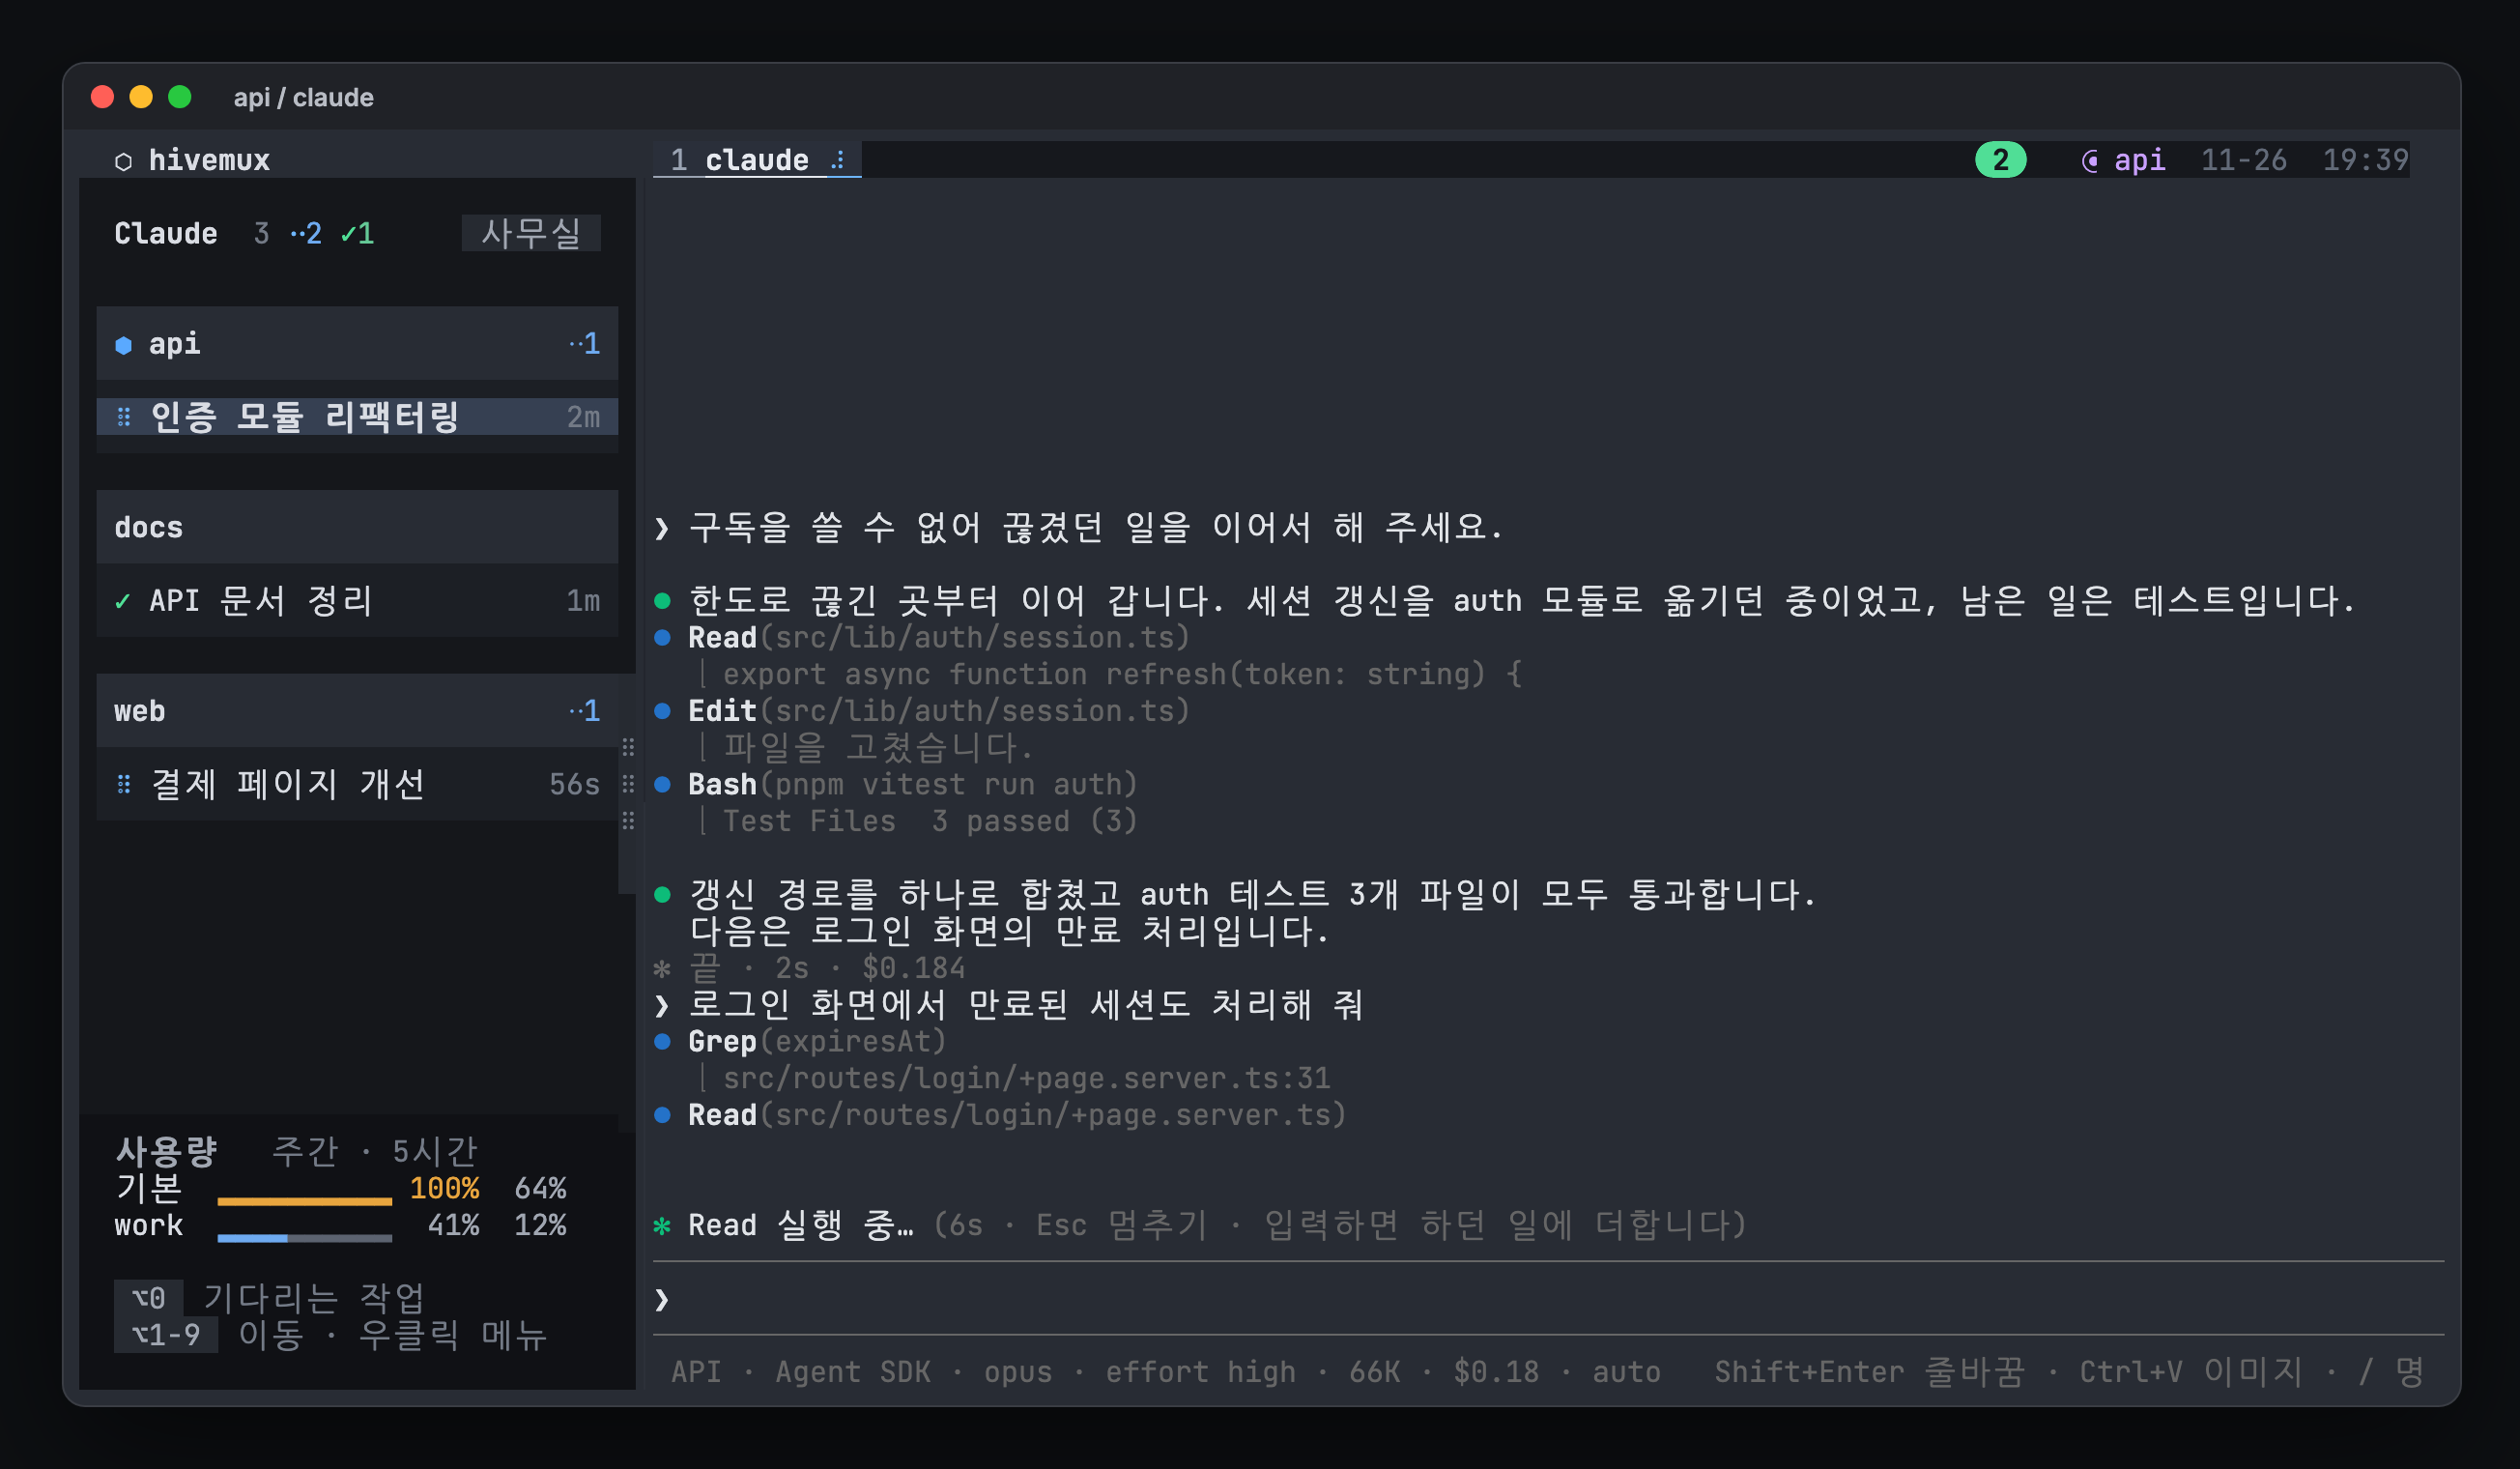 api / claude
hivemux
Claude 3 ··2 ✓1 사무실
api ··1
인증 모듈 리팩터링 2m
docs
✓ API 문서 정리 1m
web ··1
결제 페이지 개선 56s
사용량 주간 · 5시간
기본 100% 64%
work 41% 12%
⌥0 기다리는 작업
⌥1-9 이동 · 우클릭 메뉴
1 claude
2 api 11-26 19:39
❯ 구독을 쓸 수 없어 끊겼던 일을 이어서 해 주세요.
● 한도로 끊긴 곳부터 이어 갑니다. 세션 갱신을 auth 모듈로 옮기던 중이었고, 남은 일은 테스트입니다.
● Read(src/lib/auth/session.ts)
⎣ export async function refresh(token: string) {
● Edit(src/lib/auth/session.ts)
⎣ 파일을 고쳤습니다.
● Bash(pnpm vitest run auth)
⎣ Test Files  3 passed (3)
● 갱신 경로를 하나로 합쳤고 auth 테스트 3개 파일이 모두 통과합니다.
다음은 로그인 화면의 만료 처리입니다.
✻ 끝 · 2s · $0.184
❯ 로그인 화면에서 만료된 세션도 처리해 줘
● Grep(expiresAt)
⎣ src/routes/login/+page.server.ts:31
● Read(src/routes/login/+page.server.ts)
✻ Read 실행 중… (6s · Esc 멈추기 · 입력하면 하던 일에 더합니다)
❯
API · Agent SDK · opus · effort high · 66K · $0.18 · auto Shift+Enter 줄바꿈 · Ctrl+V 이미지 · / 명